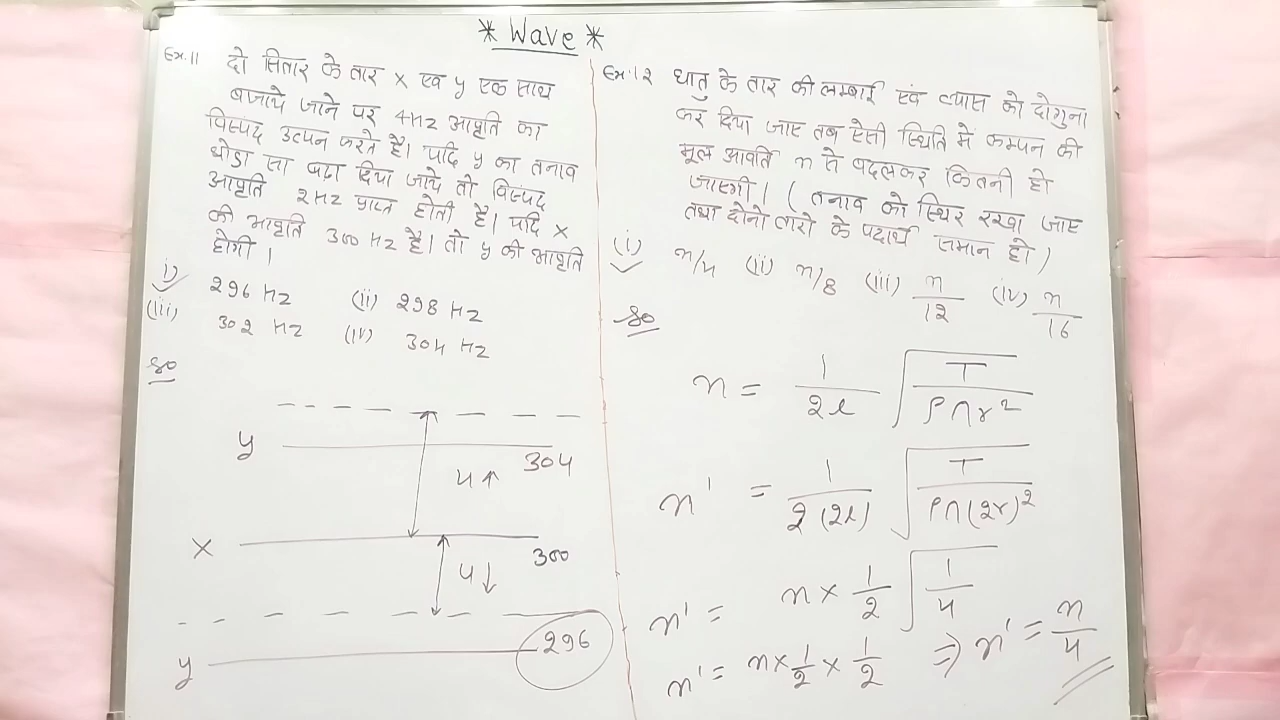 * Wave *
Ex.11 दो सितार के तार x एवं y एक साथ
बजाये जाने पर 4Hz आवृति का
विस्पंद उत्पन करते हैं। यदि y का तनाव
थोडा सा बढा दिया जाये तो विस्पंद
आवृति 2Hz प्राप्त होती है। यदि x
की आवृति 300 Hz है। तो y की आवृति
होगी।
i) 296 Hz (ii) 298 Hz
(iii) 302 Hz (iv) 304 Hz
so
y 304
4↑
x 300
4↓
y 296
Ex.12 धातु के तार की लम्बाई एवं व्यास को दोगुना
कर दिया जाए तब ऐसी स्थिति में कम्पन की
मूल आवर्ति n से बदलकर कितनी हो
जाएगी। (तनाव को स्थिर रखा जाए
तथा दोनो तारो के पदार्थ समान हो)
(i) n/4 (ii) n/8 (iii) n/12 (iv) n/16
so
n = 1/2l √T/ρπr²
n' = 1/2(2l) √T/ρπ(2r)²
n' = n × 1/2 √1/4
n' = n × 1/2 × 1/2 ⇒ n' = n/4